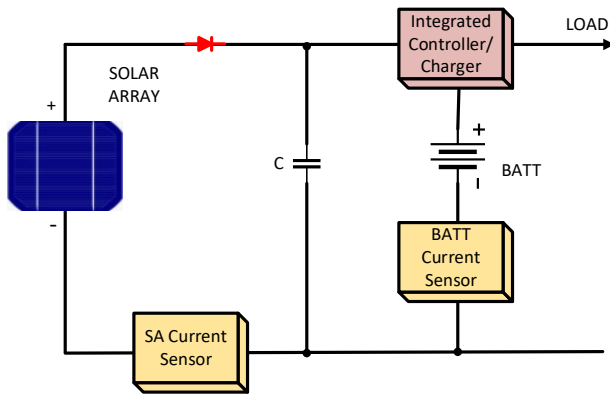 Integrated
Controller/
Charger
LOAD
SOLAR
ARRAY
+
-
C
+
BATT
-
BATT
Current
Sensor
SA Current
Sensor